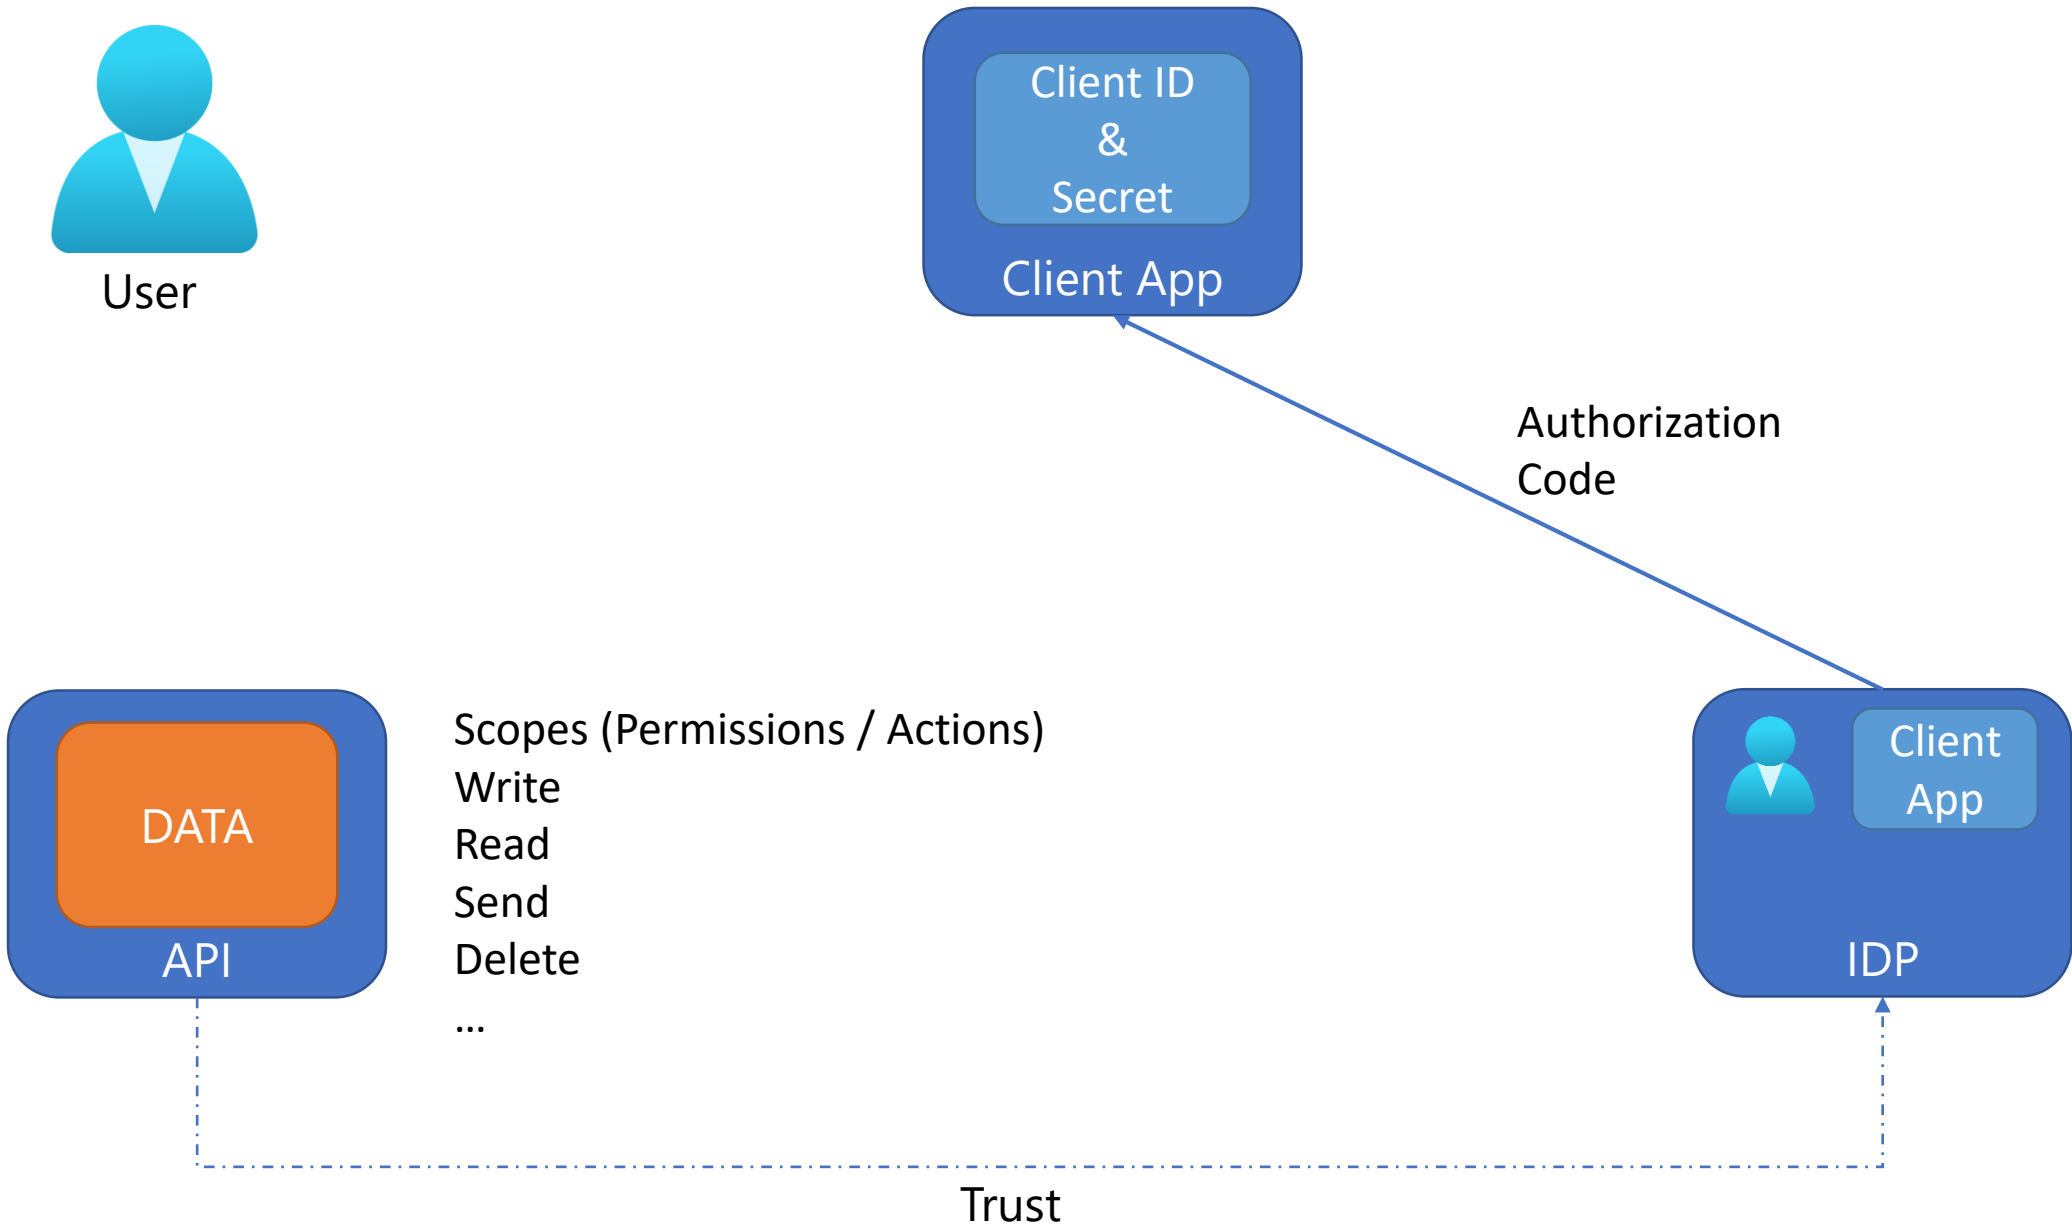 Client ID
&
Secret
Client App
User
Authorization
Code
Scopes (Permissions / Actions)
Write
Read
Send
Delete
...
DATA
API
Client
App
IDP
Trust